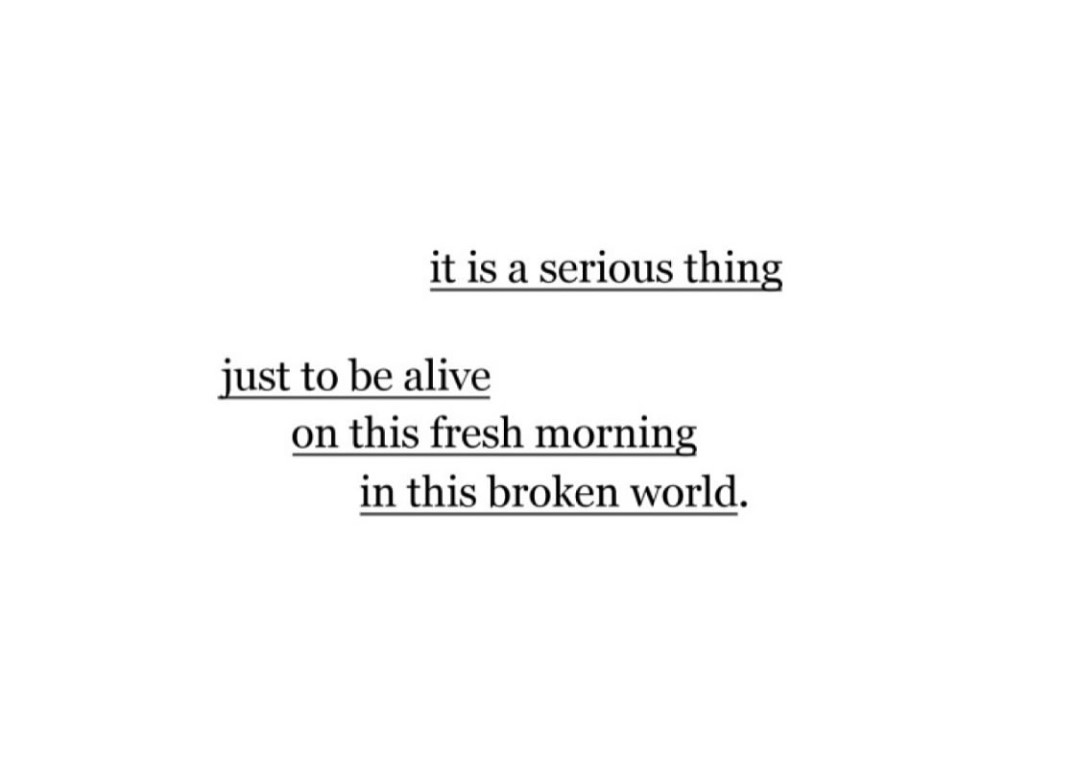 it is a serious thing
just to be alive
on this fresh morning
in this broken world.